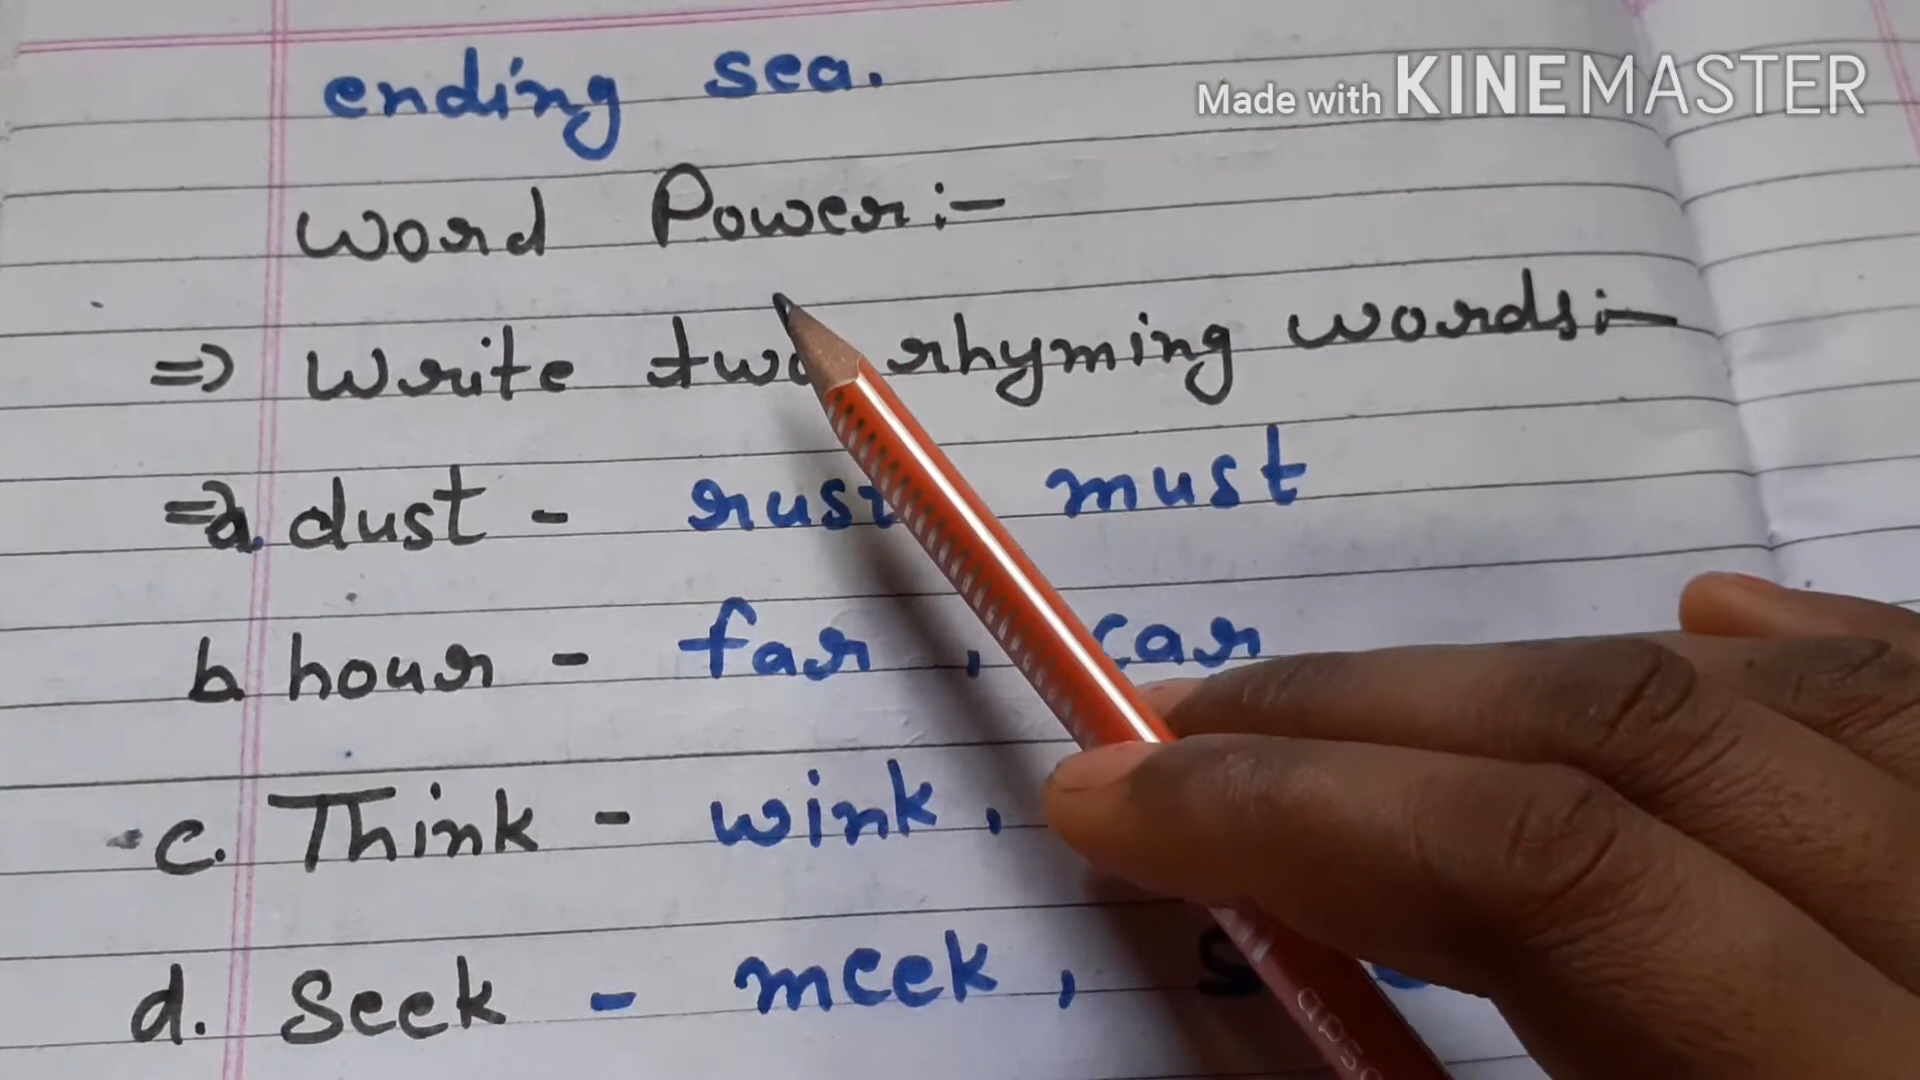 ending sea.
Made with KINEMASTER
Word Power:-
⇒ Write two rhyming words:-
⇒a. dust - rust must
b. hour - far, car
c. Think - wink,
d. Seek - meek,
apsa